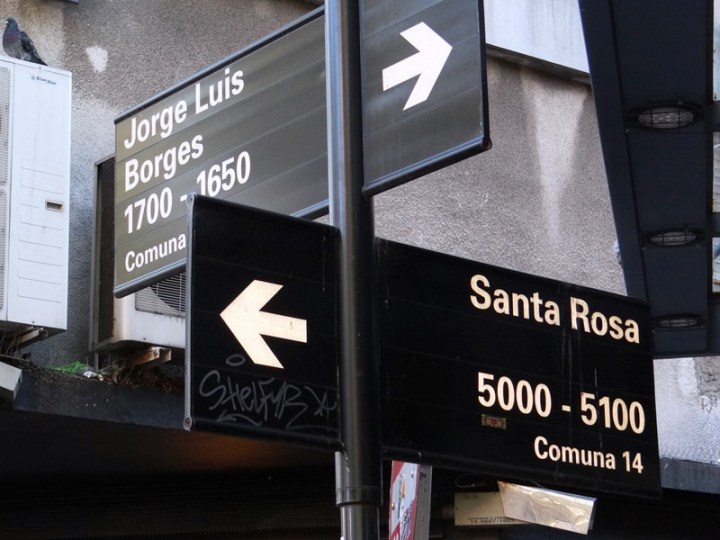 Jorge Luis
Borges
1700 - 1650
Comuna
Santa Rosa
5000 - 5100
Comuna 14